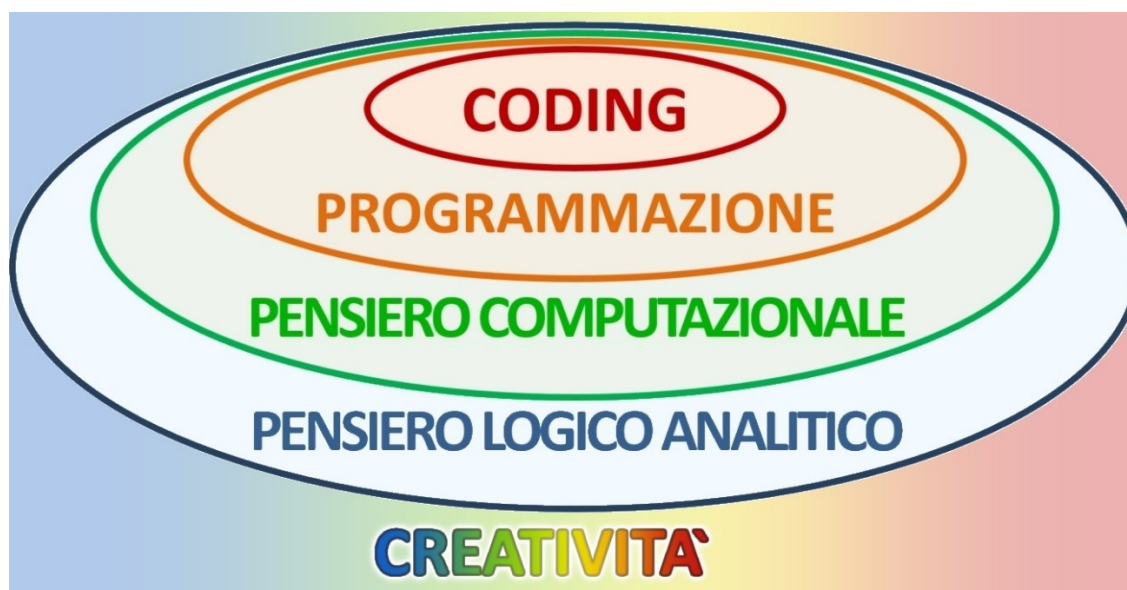 CODING
PROGRAMMAZIONE
PENSIERO COMPUTAZIONALE
PENSIERO LOGICO ANALITICO
CREATIVITA`